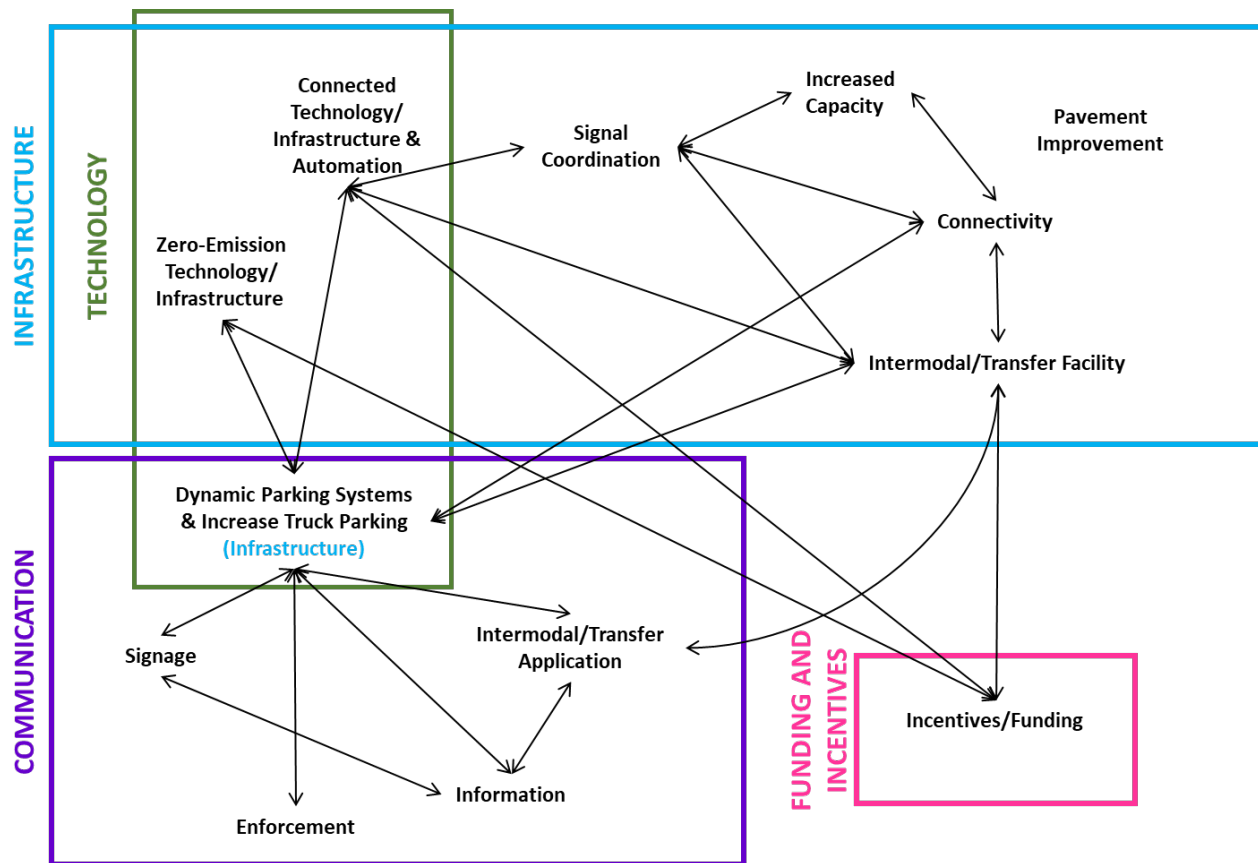 INFRASTRUCTURE
TECHNOLOGY
Connected
Technology/
Infrastructure &
Automation
Signal
Coordination
Increased
Capacity
Pavement
Improvement
Connectivity
Zero-Emission
Technology/
Infrastructure
Intermodal/Transfer Facility
COMMUNICATION
Dynamic Parking Systems
& Increase Truck Parking
(Infrastructure)
Signage
Intermodal/Transfer
Application
Information
Enforcement
FUNDING AND
INCENTIVES
Incentives/Funding